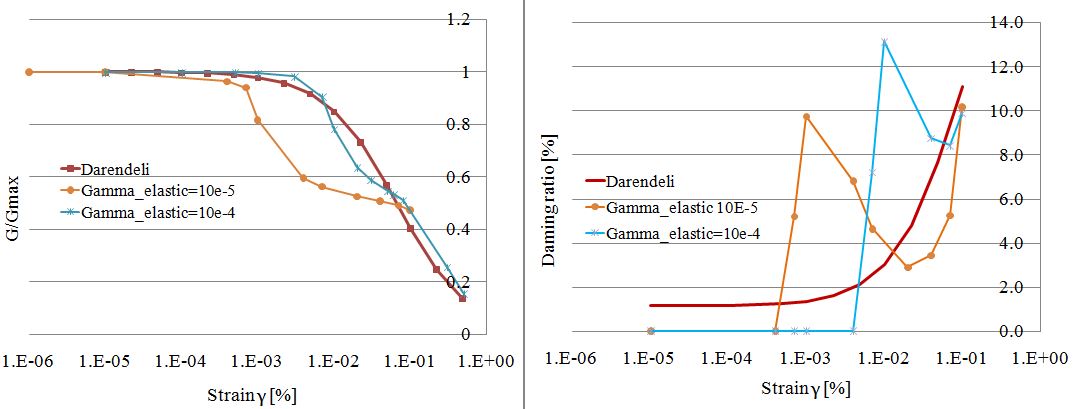 1.2
1
0.8
0.6
0.4
0.2
0
G/Gmax
Darendeli
Gamma_elastic=10e-5
Gamma_elastic=10e-4
1.E-06 1.E-05 1.E-04 1.E-03 1.E-02 1.E-01 1.E+00
Strain γ [%]
14.0
12.0
10.0
8.0
6.0
4.0
2.0
0.0
Daming ratio [%]
Darendeli
Gamma_elastic 10E-5
Gamma_elastic=10e-4
1.E-06 1.E-05 1.E-04 1.E-03 1.E-02 1.E-01 1.E+00
Strain γ [%]